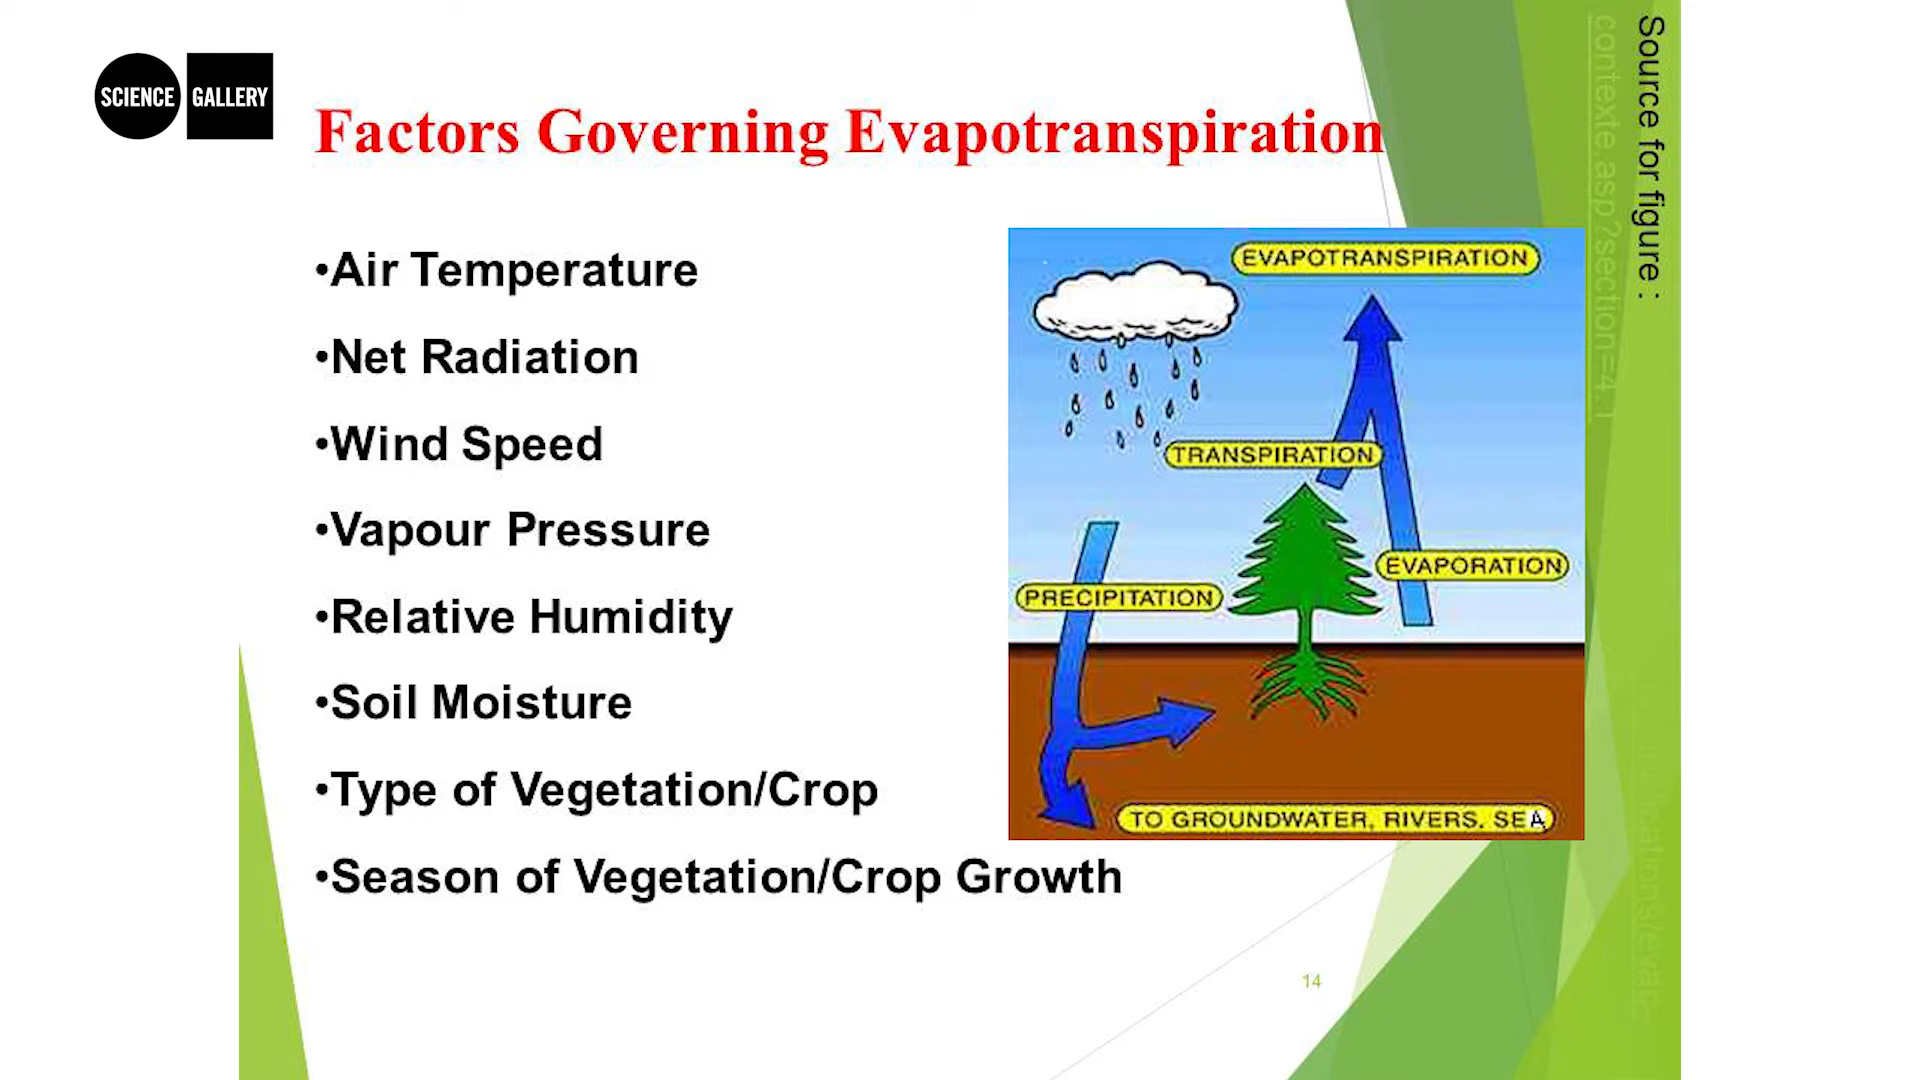 SCIENCE GALLERY
Factors Governing Evapotranspiration
•Air Temperature
•Net Radiation
•Wind Speed
•Vapour Pressure
•Relative Humidity
•Soil Moisture
•Type of Vegetation/Crop
•Season of Vegetation/Crop Growth
EVAPOTRANSPIRATION
TRANSPIRATION
EVAPORATION
PRECIPITATION
TO GROUNDWATER, RIVERS. SEA
Source for figure :
contexte.asp?section=4.1
14